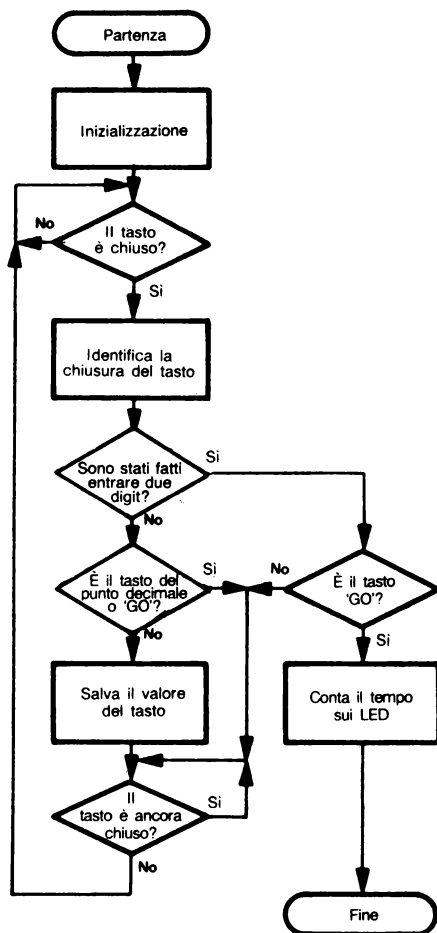 Partenza
Inizializzazione
No
Il tasto
è chiuso?
Sì
Identifica la
chiusura del tasto
Sì
Sono stati fatti
entrare due
digit?
No
È il tasto del
punto decimale
o 'GO'?
Sì
No
È il tasto
'GO'?
No
Sì
Salva il valore
del tasto
Conta il tempo
sui LED
Il
tasto è ancora
chiuso?
Sì
No
Fine